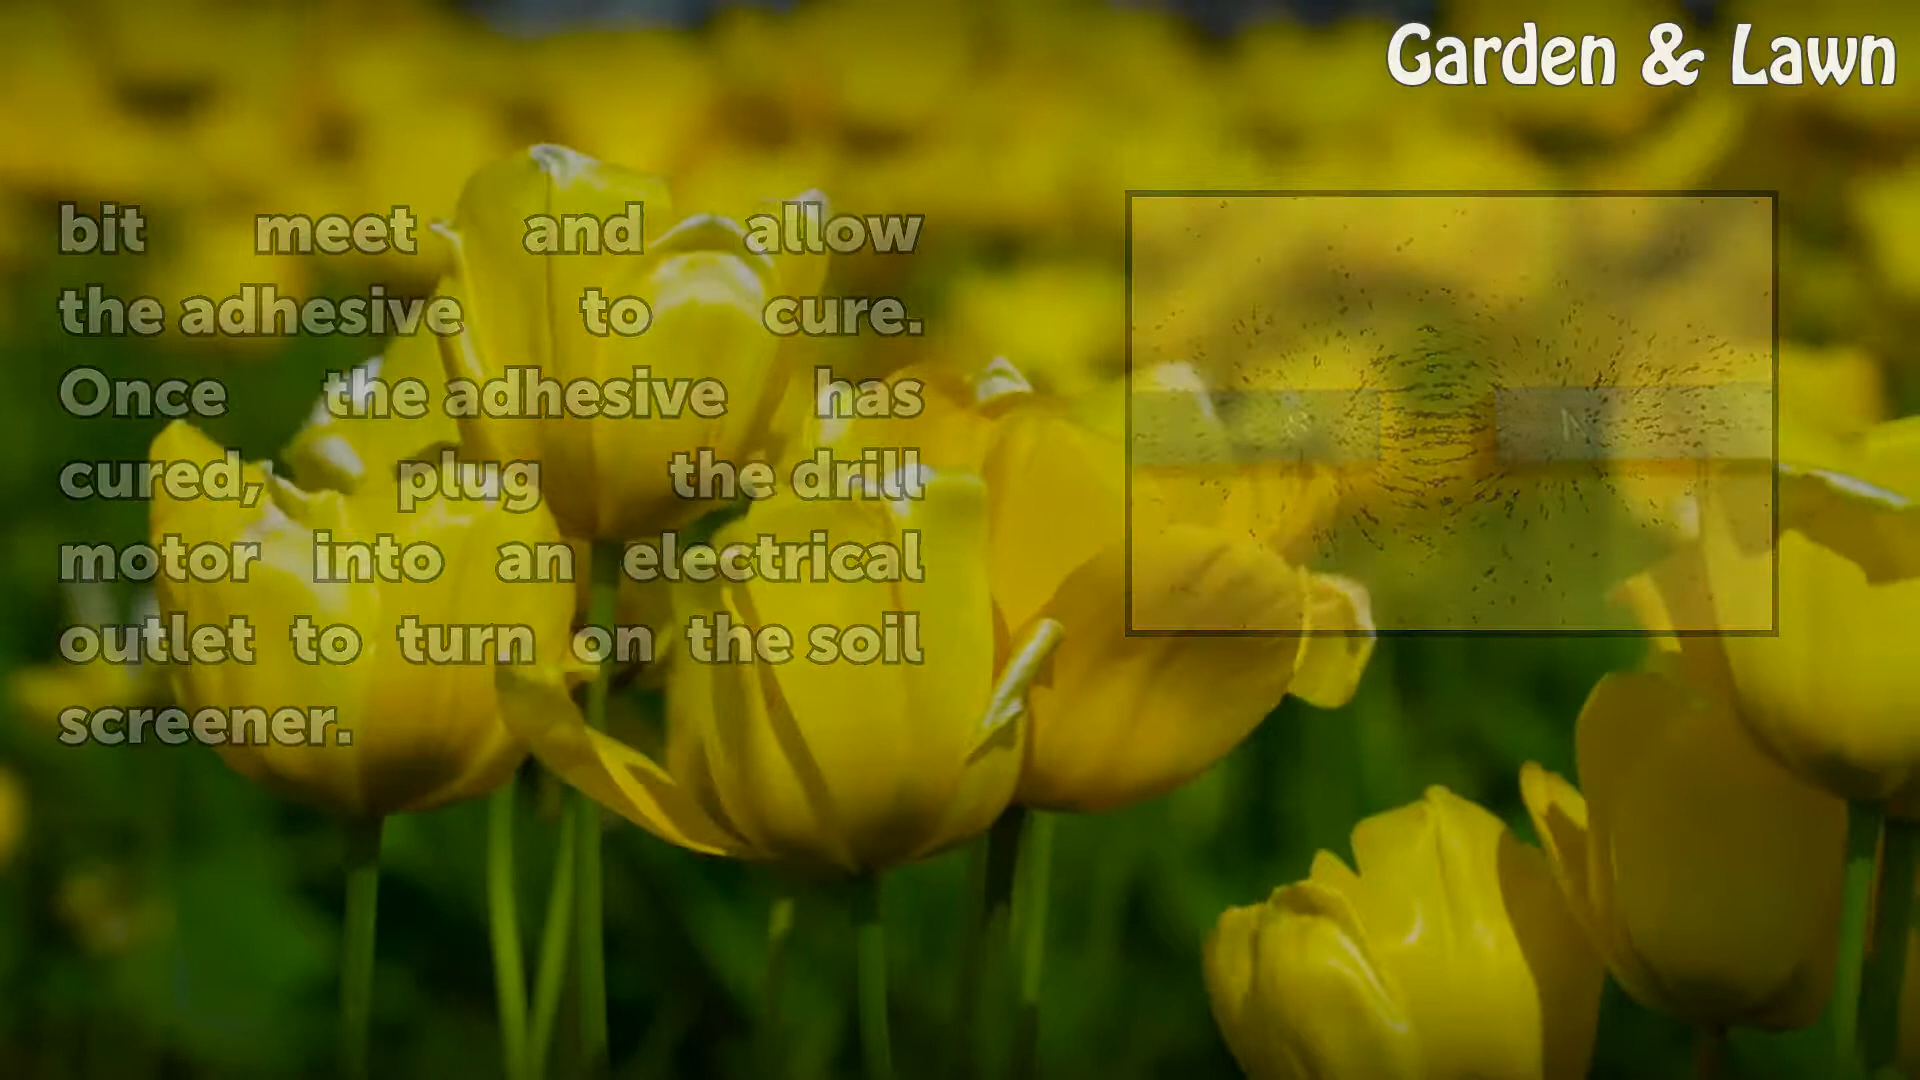 Garden & Lawn
bit meet and allow
the adhesive to cure.
Once the adhesive has
cured, plug the drill
motor into an electrical
outlet to turn on the soil
screener.
N